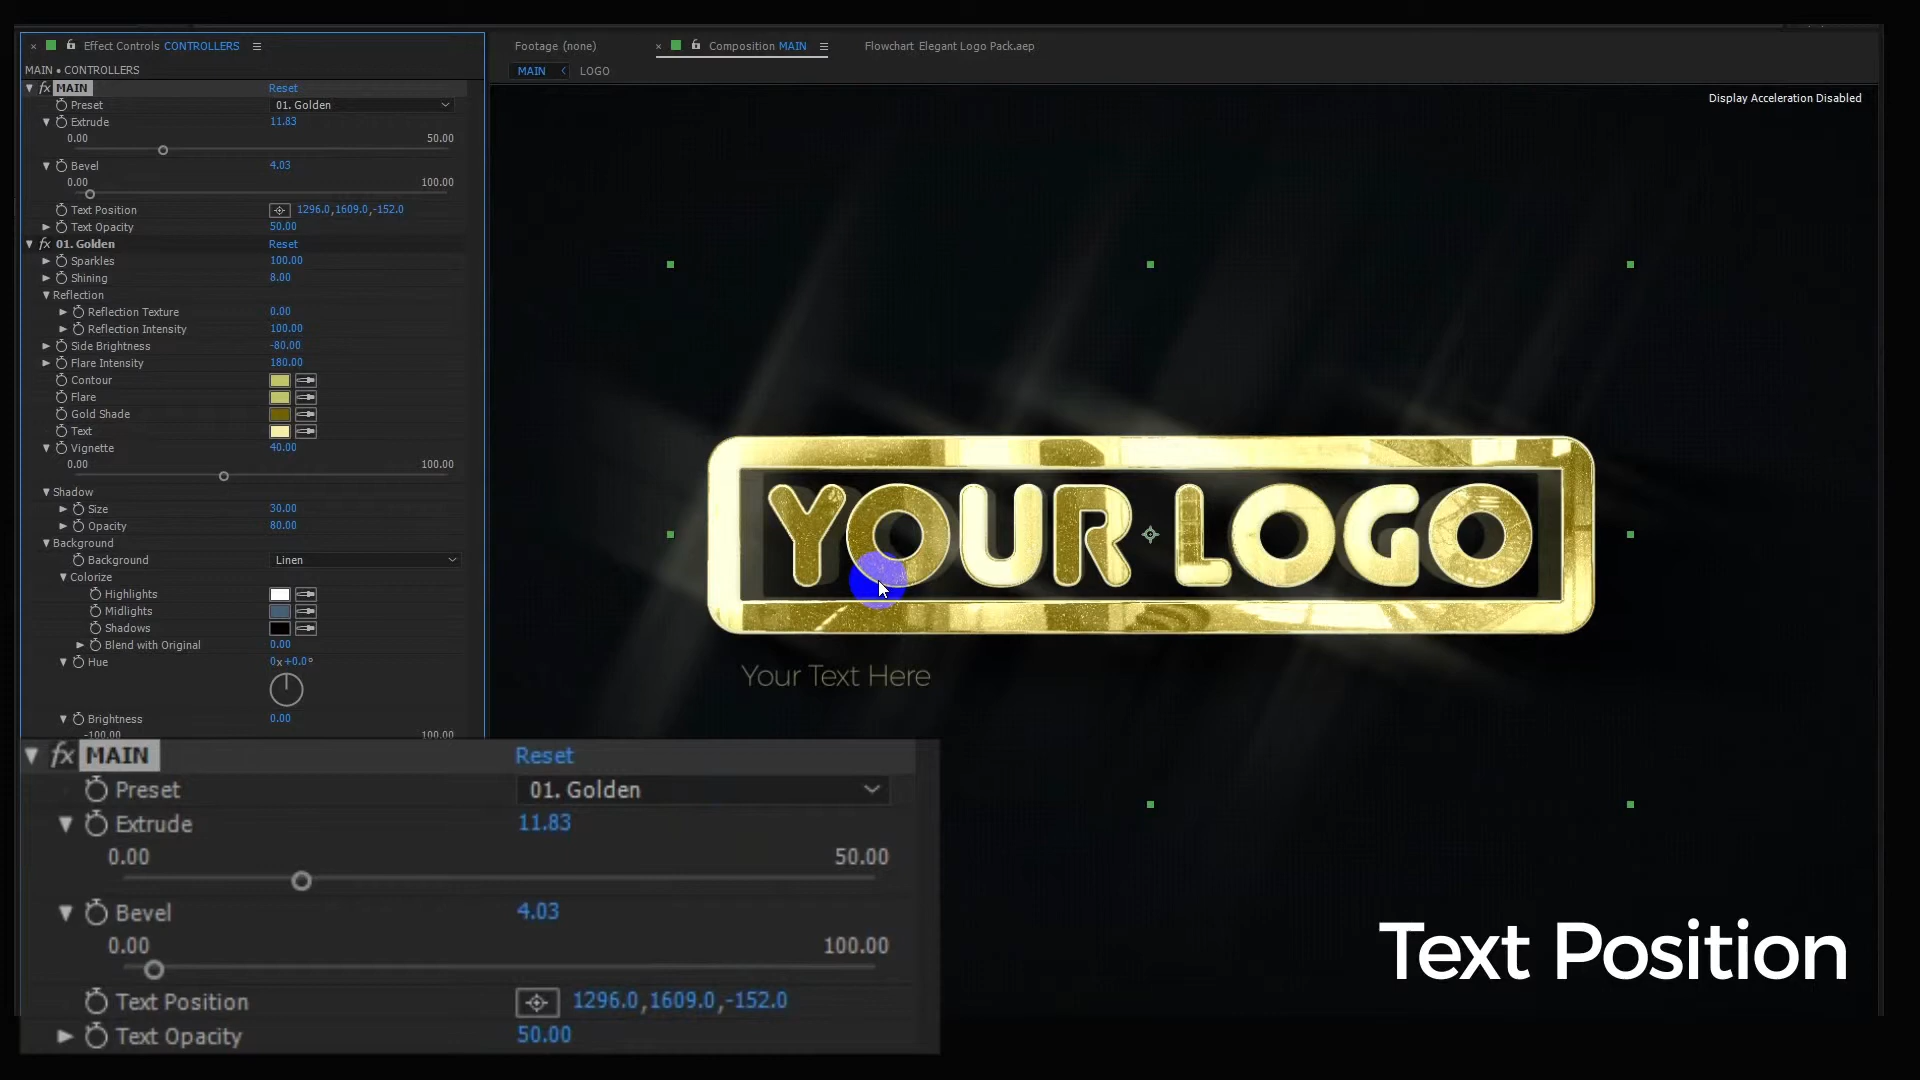 Effect Controls CONTROLLERS
MAIN • CONTROLLERS
fx MAIN Reset
Preset 01. Golden
Extrude 11.83
0.00 50.00
Bevel 4.03
0.00 100.00
Text Position 1296.0,1609.0,-152.0
Text Opacity 50.00
fx 01. Golden Reset
Sparkles 100.00
Shining 8.00
Reflection
Reflection Texture 0.00
Reflection Intensity 100.00
Side Brightness -80.00
Flare Intensity 180.00
Contour
Flare
Gold Shade
Text
Vignette 40.00
0.00 100.00
Shadow
Size 30.00
Opacity 80.00
Background
Background Linen
Colorize
Highlights
Midlights
Shadows
Blend with Original 0.00
Hue 0x+0.0°
Brightness 0.00
-100.00 100.00
Footage (none) Composition MAIN Flowchart Elegant Logo Pack.aep
MAIN LOGO
Display Acceleration Disabled
YOUR LOGO
Your Text Here
fx MAIN Reset
Preset 01. Golden
Extrude 11.83
0.00 50.00
Bevel 4.03
0.00 100.00
Text Position 1296.0,1609.0,-152.0
Text Opacity 50.00
Text Position